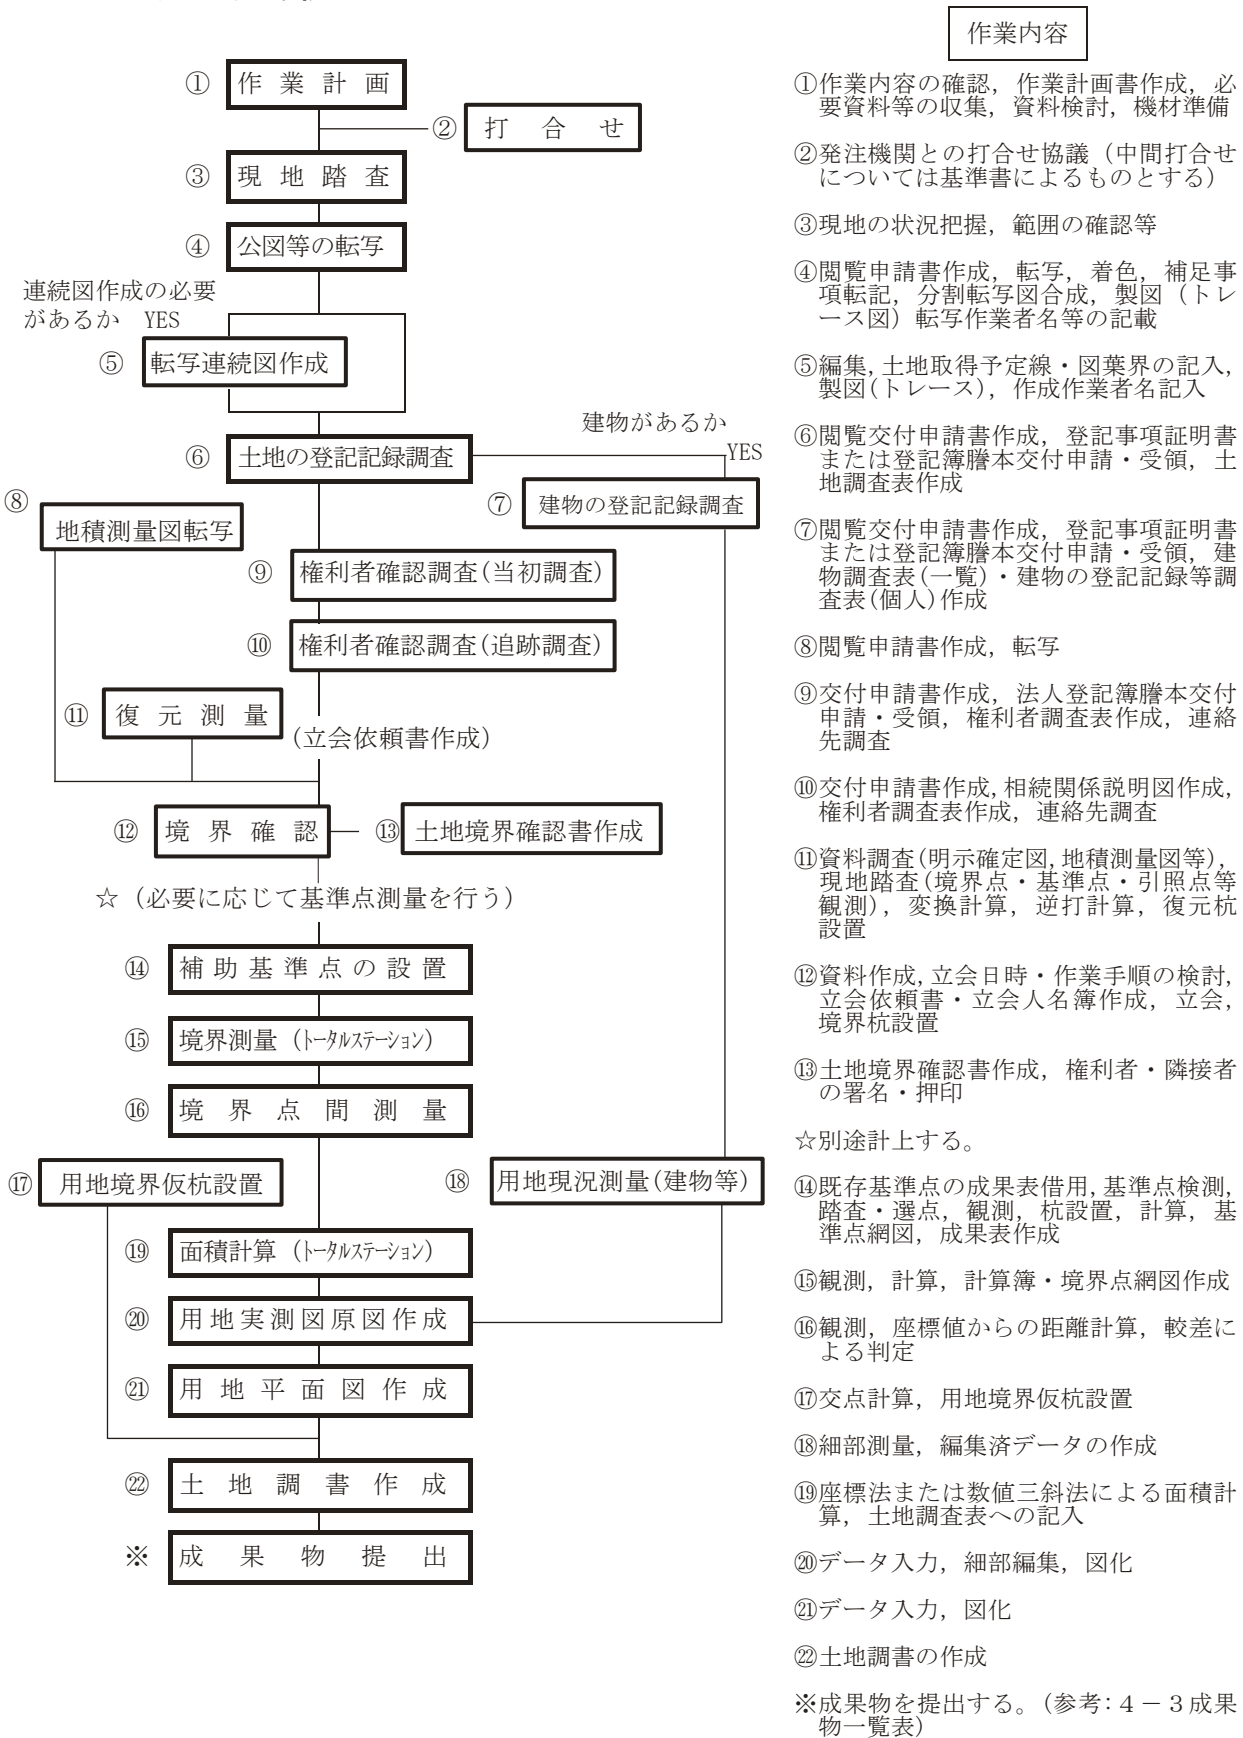 ① 作業計画
② 打合せ
③ 現地踏査
④ 公図等の転写
連続図作成の必要
があるか YES
⑤ 転写連続図作成
建物があるか
YES
⑥ 土地の登記記録調査
⑦ 建物の登記記録調査
⑧ 地積測量図転写
⑨ 権利者確認調査(当初調査)
⑩ 権利者確認調査(追跡調査)
⑪ 復元測量
(立会依頼書作成)
⑫ 境界確認
⑬ 土地境界確認書作成
☆(必要に応じて基準点測量を行う)
⑭ 補助基準点の設置
⑮ 境界測量(トータルステーション)
⑯ 境界点間測量
⑰ 用地境界仮杭設置
⑱ 用地現況測量(建物等)
⑲ 面積計算(トータルステーション)
⑳ 用地実測図原図作成
㉑ 用地平面図作成
㉒ 土地調書作成
※ 成果物提出
作業内容
①作業内容の確認,作業計画書作成,必
要資料等の収集,資料検討,機材準備
②発注機関との打合せ協議(中間打合せ
については基準書によるものとする)
③現地の状況把握,範囲の確認等
④閲覧申請書作成,転写,着色,補足事
項転記,分割転写図合成,製図(トレ
ース図)転写作業者名等の記載
⑤編集,土地取得予定線・図葉界の記入,
製図(トレース),作成作業者名記入
⑥閲覧交付申請書作成,登記事項証明書
または登記簿謄本交付申請・受領,土
地調査表作成
⑦閲覧交付申請書作成,登記事項証明書
または登記簿謄本交付申請・受領,建
物調査表(一覧)・建物の登記記録等調
査表(個人)作成
⑧閲覧申請書作成,転写
⑨交付申請書作成,法人登記簿謄本交付
申請・受領,権利者調査表作成,連絡
先調査
⑩交付申請書作成,相続関係説明図作成,
権利者調査表作成,連絡先調査
⑪資料調査(明示確定図,地積測量図等),
現地踏査(境界点・基準点・引照点等
観測),変換計算,逆打計算,復元杭
設置
⑫資料作成,立会日時・作業手順の検討,
立会依頼書・立会人名簿作成,立会,
境界杭設置
⑬土地境界確認書作成,権利者・隣接者
の署名・押印
☆別途計上する。
⑭既存基準点の成果表借用,基準点検測,
踏査・選点,観測,杭設置,計算,基
準点網図,成果表作成
⑮観測,計算,計算簿・境界点網図作成
⑯観測,座標値からの距離計算,較差に
よる判定
⑰交点計算,用地境界仮杭設置
⑱細部測量,編集済データの作成
⑲座標法または数値三斜法による面積計
算,土地調査表への記入
⑳データ入力,細部編集,図化
㉑データ入力,図化
㉒土地調書の作成
※成果物を提出する。(参考:4-3成果
物一覧表)